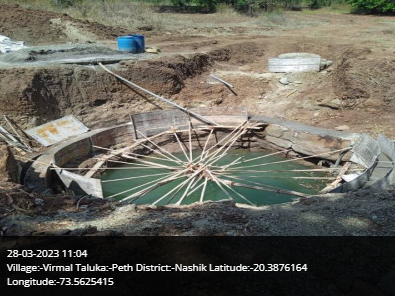 28-03-2023 11:04
Village:-Virmal Taluka:-Peth District:-Nashik Latitude:-20.3876164
Longitude:-73.5625415